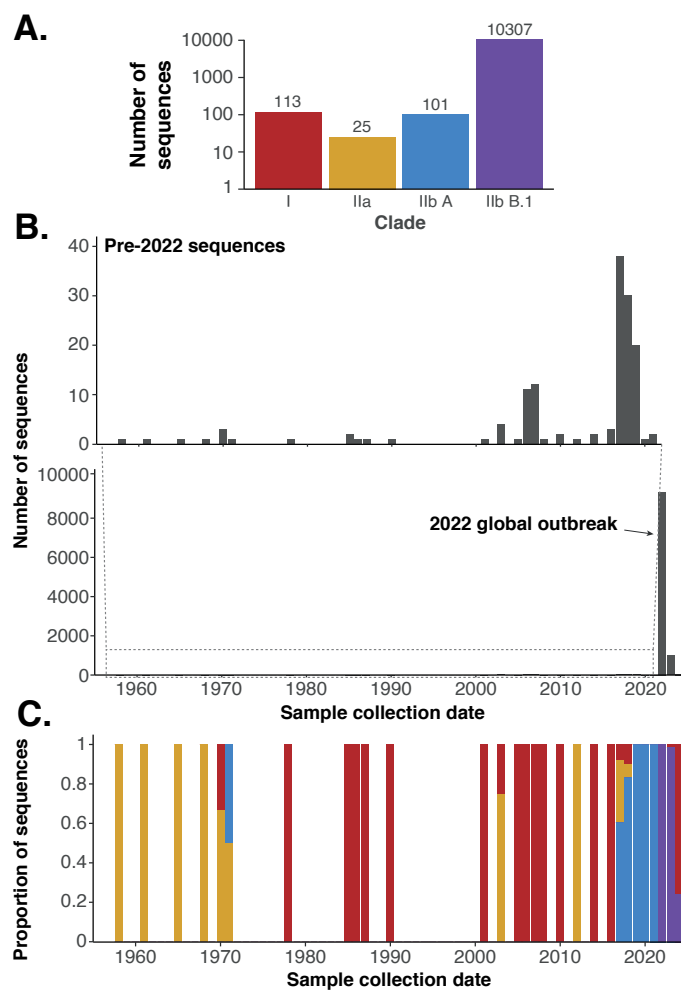 A.
Number of
sequences
10000
1000
100
10
1
113
25
101
10307
I
IIa
IIb A
IIb B.1
Clade
B.
Pre-2022 sequences
Number of sequences
40
30
20
10
0
10000
8000
6000
4000
2000
0
2022 global outbreak
1960
1970
1980
1990
2000
2010
2020
Sample collection date
C.
Proportion of sequences
1
0.8
0.6
0.4
0.2
0
1960
1970
1980
1990
2000
2010
2020
Sample collection date